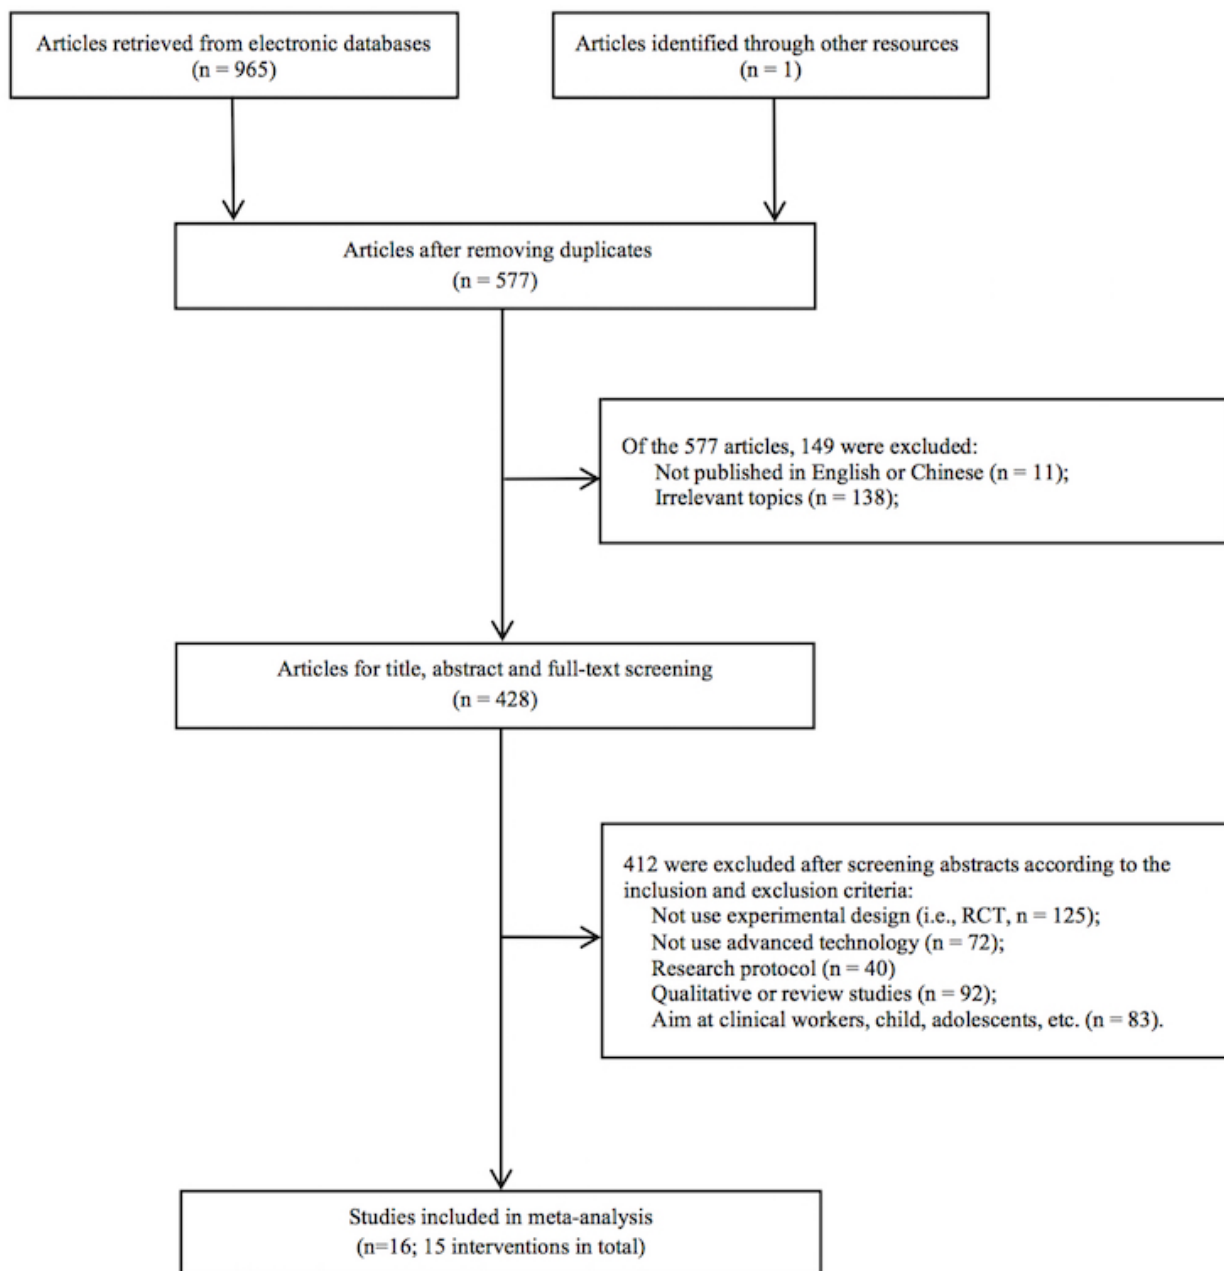 Articles retrieved from electronic databases
(n = 965)
Articles identified through other resources
(n = 1)
Articles after removing duplicates
(n = 577)
Of the 577 articles, 149 were excluded:
Not published in English or Chinese (n = 11);
Irrelevant topics (n = 138);
Articles for title, abstract and full-text screening
(n = 428)
412 were excluded after screening abstracts according to the
inclusion and exclusion criteria:
Not use experimental design (i.e., RCT, n = 125);
Not use advanced technology (n = 72);
Research protocol (n = 40)
Qualitative or review studies (n = 92);
Aim at clinical workers, child, adolescents, etc. (n = 83).
Studies included in meta-analysis
(n=16; 15 interventions in total)